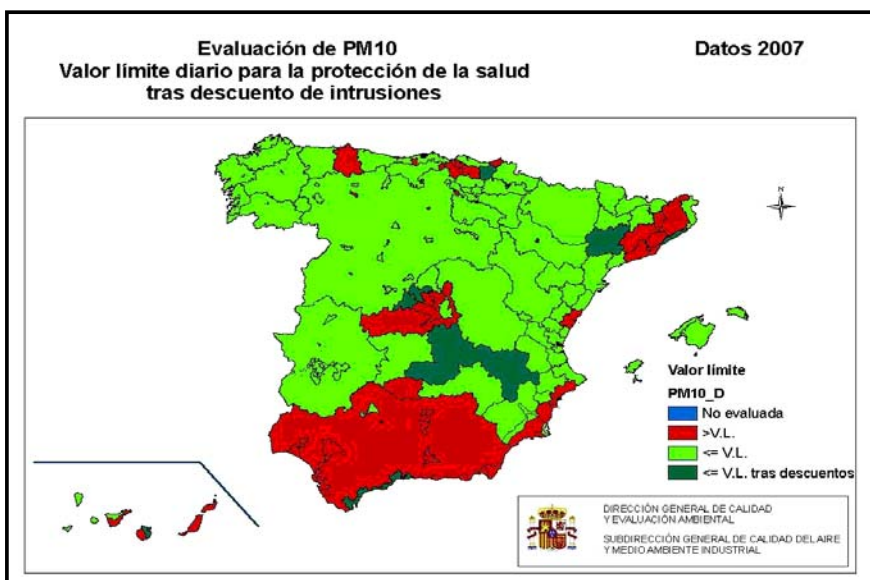 Evaluación de PM10
Valor límite diario para la protección de la salud
tras descuento de intrusiones
Datos 2007
N
Valor límite
PM10_D
No evaluada
>V.L.
<= V.L.
<= V.L. tras descuentos
DIRECCIÓN GENERAL DE CALIDAD
Y EVALUACIÓN AMBIENTAL
SUBDIRECCIÓN GENERAL DE CALIDAD DEL AIRE
Y MEDIO AMBIENTE INDUSTRIAL